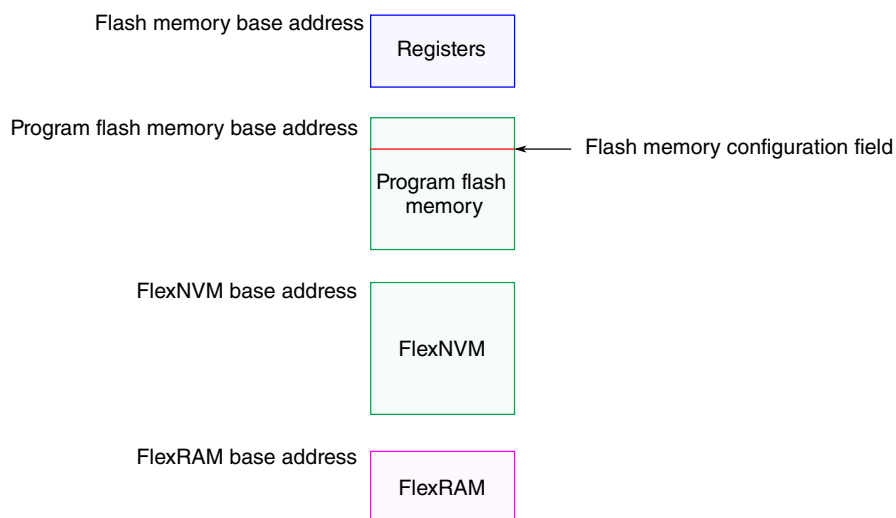 Flash memory base address
Registers
Program flash memory base address
Flash memory configuration field
Program flash
memory
FlexNVM base address
FlexNVM
FlexRAM base address
FlexRAM